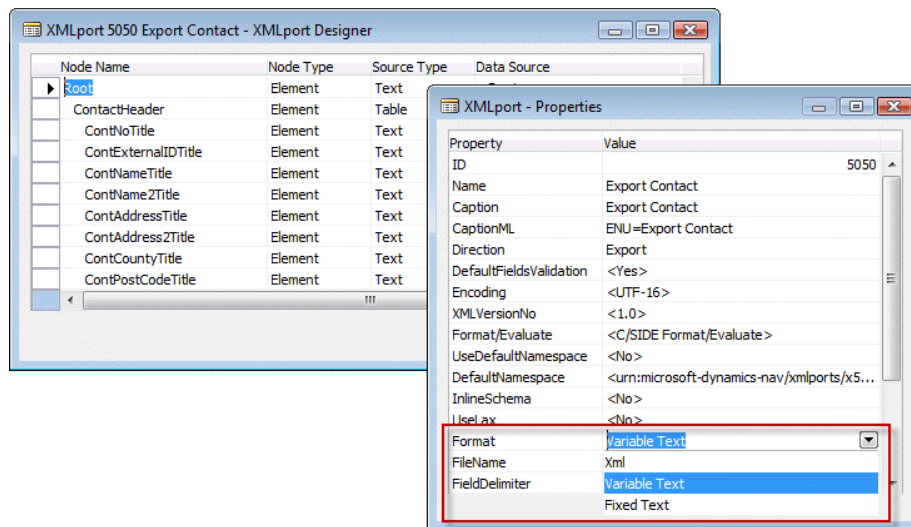 XMLport 5050 Export Contact - XMLport Designer
Node Name Node Type Source Type Data Source
Root Element Text
ContactHeader Element Table
ContNoTitle Element Text
ContExternalIDTitle Element Text
ContNameTitle Element Text
ContName2Title Element Text
ContAddressTitle Element Text
ContAddress2Title Element Text
ContCountyTitle Element Text
ContPostCodeTitle Element Text
XMLport - Properties
Property Value
ID 5050
Name Export Contact
Caption Export Contact
CaptionML ENU=Export Contact
Direction Export
DefaultFieldsValidation <Yes>
Encoding <UTF-16>
XMLVersionNo <1.0>
Format/Evaluate <C/SIDE Format/Evaluate>
UseDefaultNamespace <No>
DefaultNamespace <urn:microsoft-dynamics-nav/xmlports/x5...
InlineSchema <No>
UseLax <No>
Format Variable Text
FileName Xml
FieldDelimiter Variable Text
Fixed Text